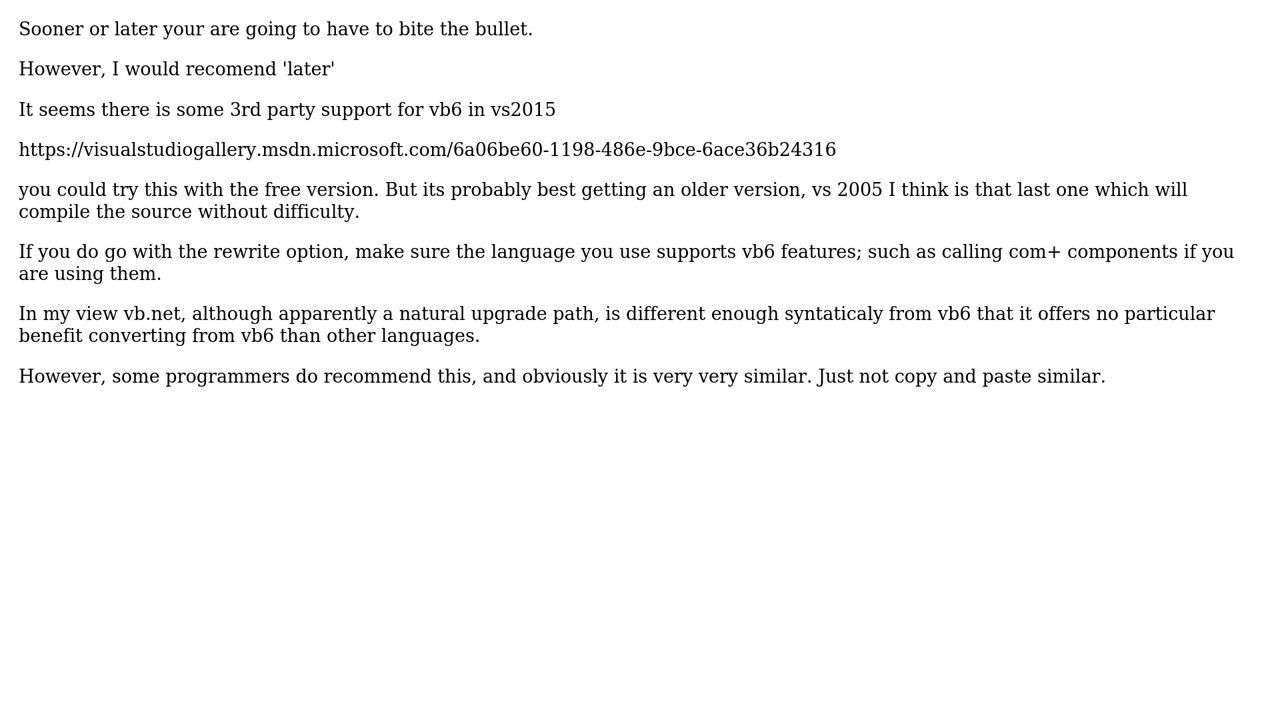 Sooner or later your are going to have to bite the bullet.
However, I would recomend 'later'
It seems there is some 3rd party support for vb6 in vs2015
https://visualstudiogallery.msdn.microsoft.com/6a06be60-1198-486e-9bce-6ace36b24316
you could try this with the free version. But its probably best getting an older version, vs 2005 I think is that last one which will
compile the source without difficulty.
If you do go with the rewrite option, make sure the language you use supports vb6 features; such as calling com+ components if you
are using them.
In my view vb.net, although apparently a natural upgrade path, is different enough syntaticaly from vb6 that it offers no particular
benefit converting from vb6 than other languages.
However, some programmers do recommend this, and obviously it is very very similar. Just not copy and paste similar.